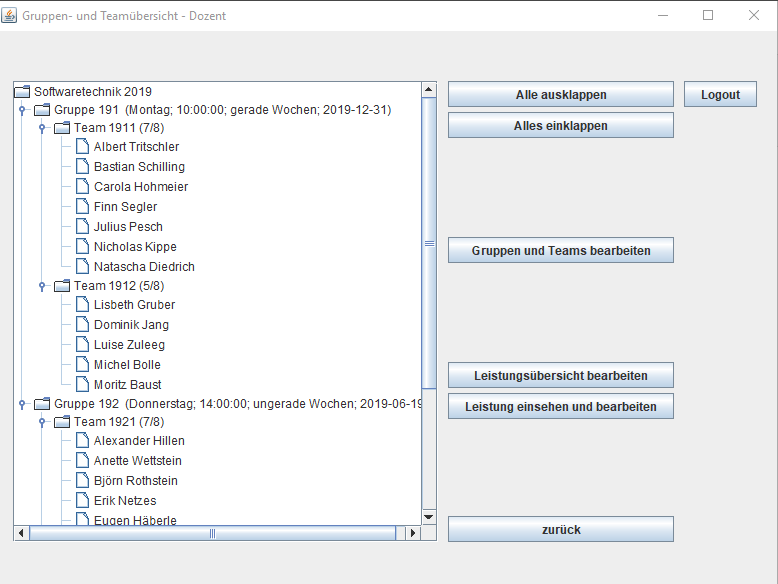 Gruppen- und Teamübersicht - Dozent
Softwaretechnik 2019
Gruppe 191 (Montag; 10:00:00; gerade Wochen; 2019-12-31)
Team 1911 (7/8)
Albert Tritschler
Bastian Schilling
Carola Hohmeier
Finn Segler
Julius Pesch
Nicholas Kippe
Natascha Diedrich
Team 1912 (5/8)
Lisbeth Gruber
Dominik Jang
Luise Zuleeg
Michel Bolle
Moritz Baust
Gruppe 192 (Donnerstag; 14:00:00; ungerade Wochen; 2019-06-19
Team 1921 (7/8)
Alexander Hillen
Anette Wettstein
Björn Rothstein
Erik Netzes
Eugen Häberle
Alle ausklappen
Logout
Alles einklappen
Gruppen und Teams bearbeiten
Leistungsübersicht bearbeiten
Leistung einsehen und bearbeiten
zurück